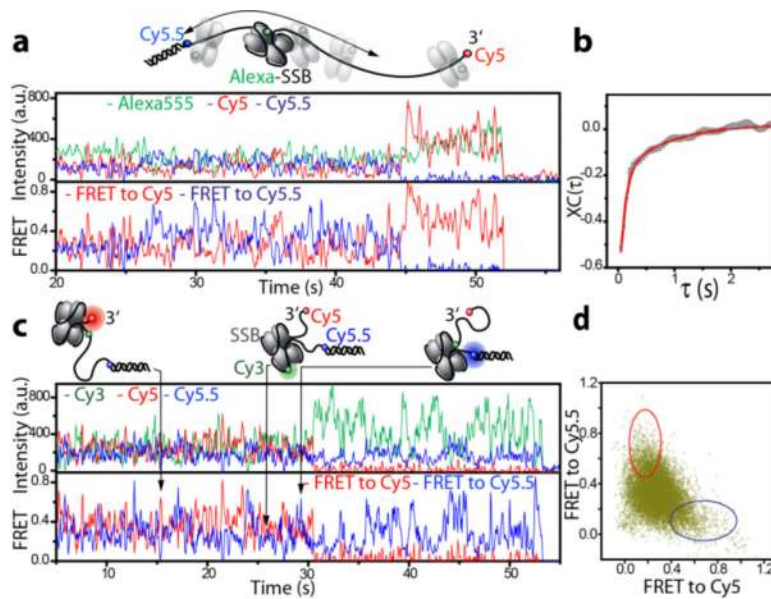 a
Cy5.5
Alexa-SSB
3'
Cy5
b
- Alexa555 - Cy5 - Cy5.5
Intensity (a.u.)
800
400
0
- FRET to Cy5 - FRET to Cy5.5
FRET
0.8
0.4
0.0
20 30 40 50
Time (s)
XC(τ)
0.0
-0.2
-0.4
-0.6
0 1 2
τ (s)
c
3'
SSB
Cy5
Cy5.5
Cy3
3'
d
- Cy3 - Cy5 - Cy5.5
Intensity (a.u.)
800
400
0
- FRET to Cy5 - FRET to Cy5.5
FRET
0.8
0.4
0.0
10 20 30 40 50
Time (s)
FRET to Cy5.5
1.2
0.8
0.4
0.0
0.0 0.4 0.8 1.2
FRET to Cy5